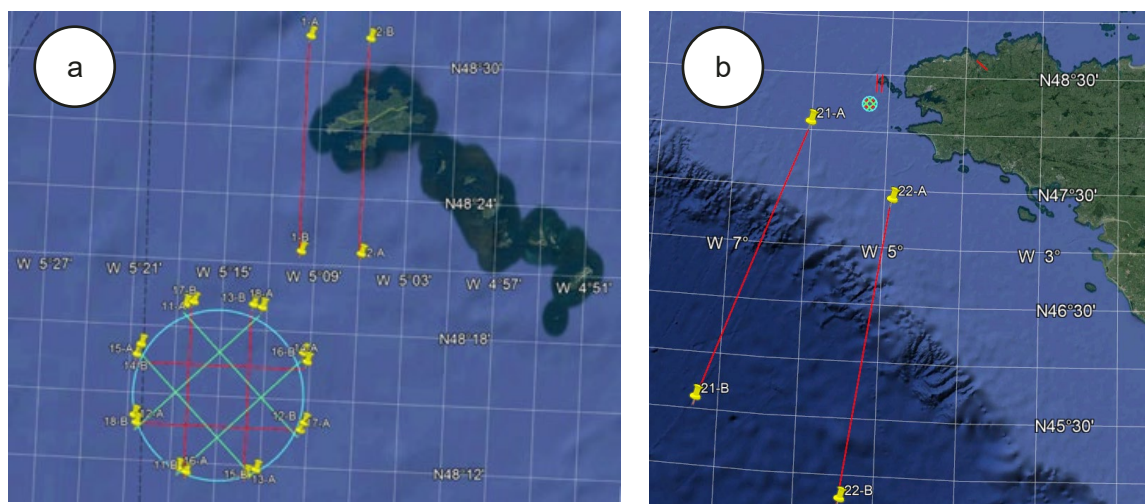 a
1-A
2-B
N48°30'
N48°24'
1-B
2-A
W 5°27'
W 5°21'
W 5°15'
W 5°09'
W 5°03'
W 4°57'
W 4°51'
17-B
11-A
13-B
18-A
N48°18'
15-A
14-B
16-B
14-A
12-A
18-B
12-B
17-A
11-B
16-A
15-B
13-A
N48°12'
b
N48°30'
21-A
22-A
N47°30'
W 7°
W 5°
W 3°
N46°30'
21-B
N45°30'
22-B